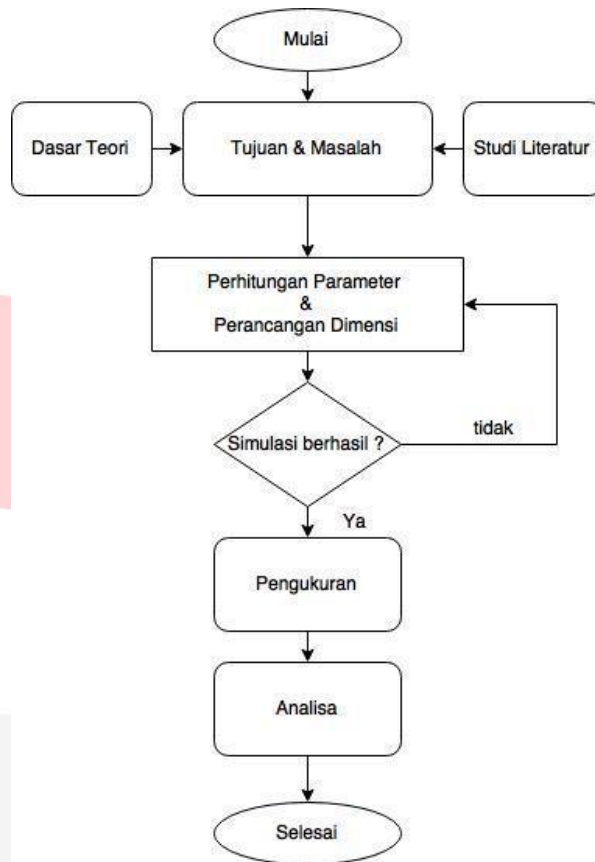 Mulai
Dasar Teori
Tujuan & Masalah
Studi Literatur
Perhitungan Parameter
&
Perancangan Dimensi
Simulasi berhasil ?
tidak
Ya
Pengukuran
Analisa
Selesai